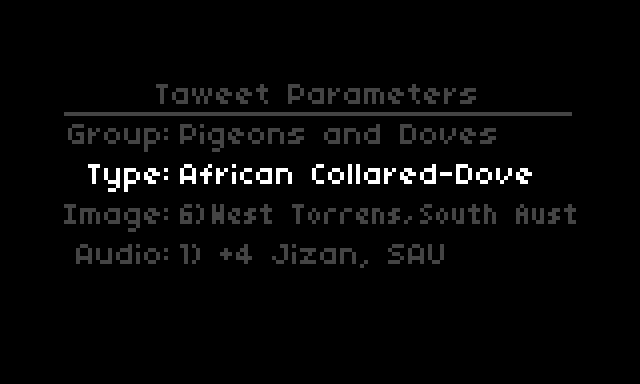 Taweet Parameters
Group: Pigeons and Doves
Type: African Collared-Dove
Image: 6) West Torrens, South Aust
Audio: 1) +4 Jizan, SAU